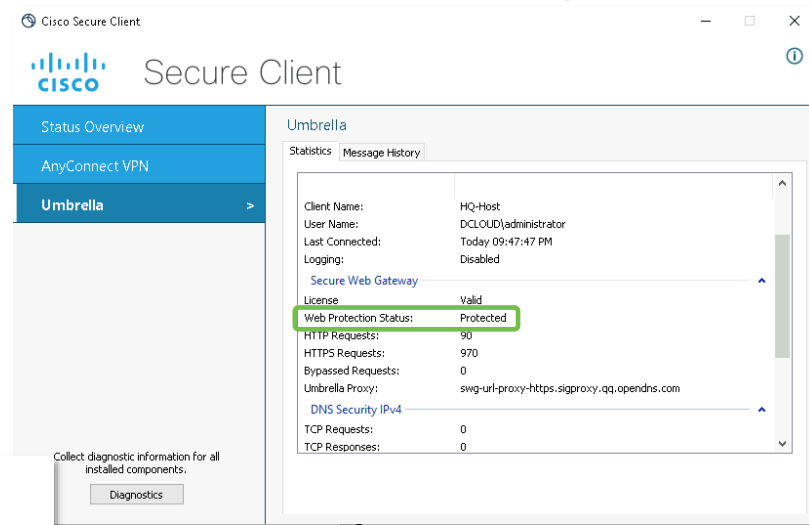 Cisco Secure Client
CISCO Secure Client
Status Overview
AnyConnect VPN
Umbrella >
Umbrella
Statistics Message History
Client Name: HQ-Host
User Name: DCLOUD\administrator
Last Connected: Today 09:47:47 PM
Logging: Disabled
Secure Web Gateway
License Valid
Web Protection Status: Protected
HTTP Requests: 90
HTTPS Requests: 970
Bypassed Requests: 0
Umbrella Proxy: swg-url-proxy-https.sigproxy.qq.opendns.com
DNS Security IPv4
TCP Requests: 0
TCP Responses: 0
Collect diagnostic information for all
installed components.
Diagnostics